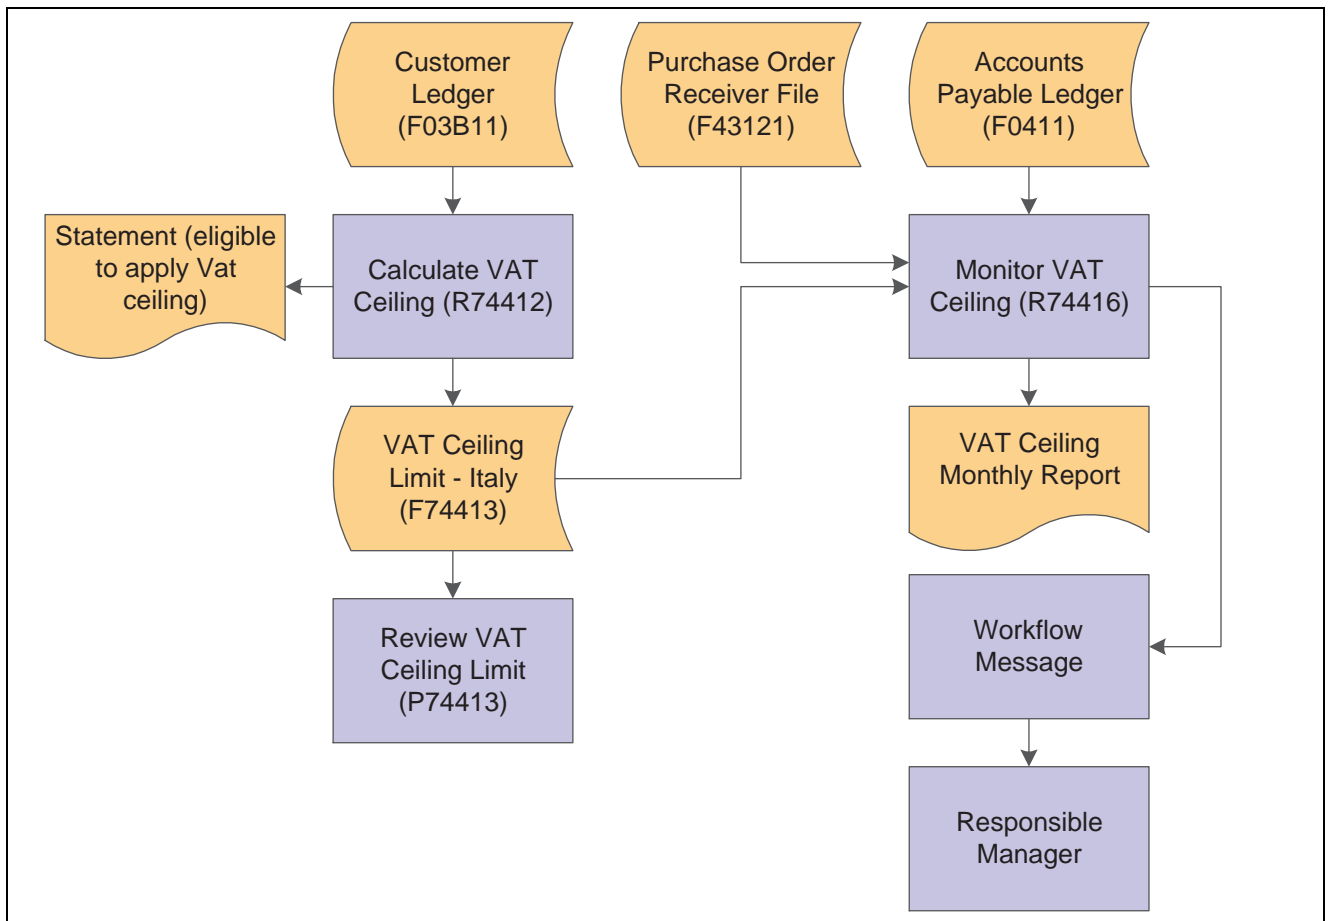 Customer
Ledger
(F03B11)
Purchase Order
Receiver File
(F43121)
Accounts
Payable Ledger
(F0411)
Statement (eligible
to apply Vat
ceiling)
Calculate VAT
Ceiling (R74412)
Monitor VAT
Ceiling (R74416)
VAT Ceiling
Limit - Italy
(F74413)
VAT Ceiling
Monthly Report
Review VAT
Ceiling Limit
(P74413)
Workflow
Message
Responsible
Manager